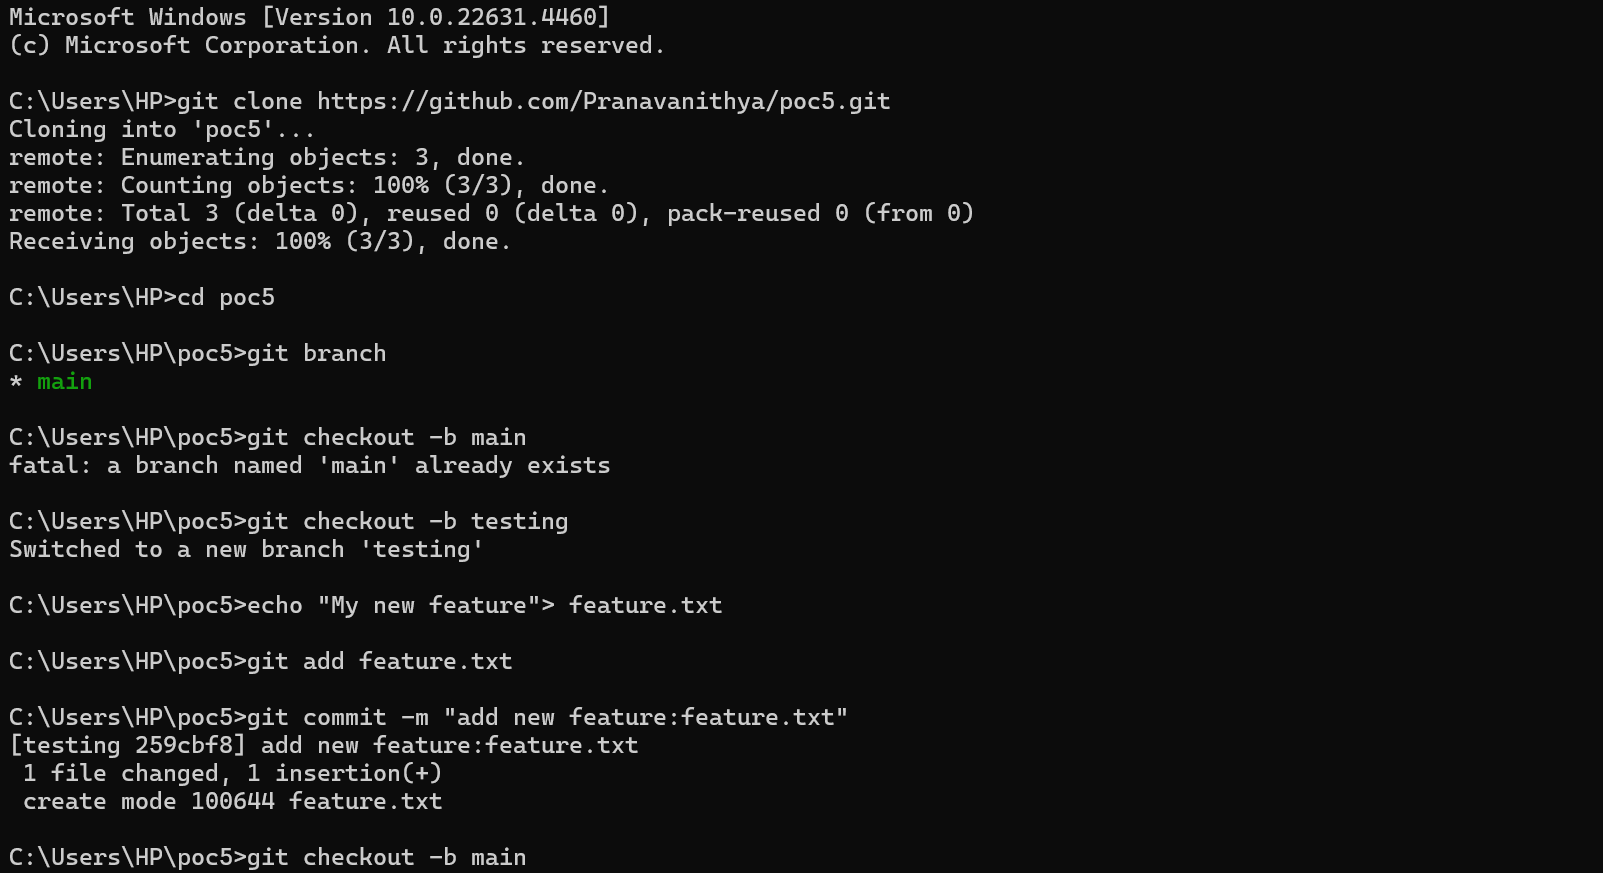 Microsoft Windows [Version 10.0.22631.4460]
(c) Microsoft Corporation. All rights reserved.
C:\Users\HP>git clone https://github.com/Pranavanithya/poc5.git
Cloning into 'poc5'...
remote: Enumerating objects: 3, done.
remote: Counting objects: 100% (3/3), done.
remote: Total 3 (delta 0), reused 0 (delta 0), pack-reused 0 (from 0)
Receiving objects: 100% (3/3), done.
C:\Users\HP>cd poc5
C:\Users\HP\poc5>git branch
* main
C:\Users\HP\poc5>git checkout -b main
fatal: a branch named 'main' already exists
C:\Users\HP\poc5>git checkout -b testing
Switched to a new branch 'testing'
C:\Users\HP\poc5>echo "My new feature"> feature.txt
C:\Users\HP\poc5>git add feature.txt
C:\Users\HP\poc5>git commit -m "add new feature:feature.txt"
[testing 259cbf8] add new feature:feature.txt
 1 file changed, 1 insertion(+)
 create mode 100644 feature.txt
C:\Users\HP\poc5>git checkout -b main